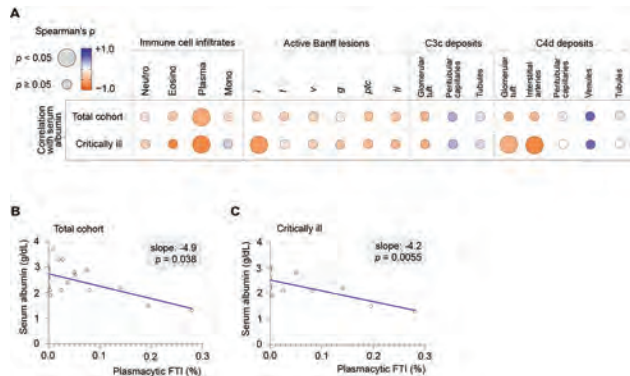 A
Spearman's ρ
p < 0.05
p ≥ 0.05
+1.0
−1.0
Immune cell infiltrates
Active Banff lesions
C3c deposits
C4d deposits
Neutro
Eosino
Plasma
Mono
i
t
v
g
ptc
ti
Glomerular tuft
Peritubular capillaries
Tubules
Glomerular tuft
Interstitial arteries
Peritubular capillaries
Venules
Tubules
Correlation with serum albumin
Total cohort
Critically ill
B
Total cohort
slope: -4.9
p = 0.038
Serum albumin (g/dL)
4
3
2
1
0
0.0
0.1
0.2
0.3
Plasmacytic FTI (%)
C
Critically ill
slope: -4.2
p = 0.0055
Serum albumin (g/dL)
4
3
2
1
0
0.0
0.1
0.2
0.3
Plasmacytic FTI (%)